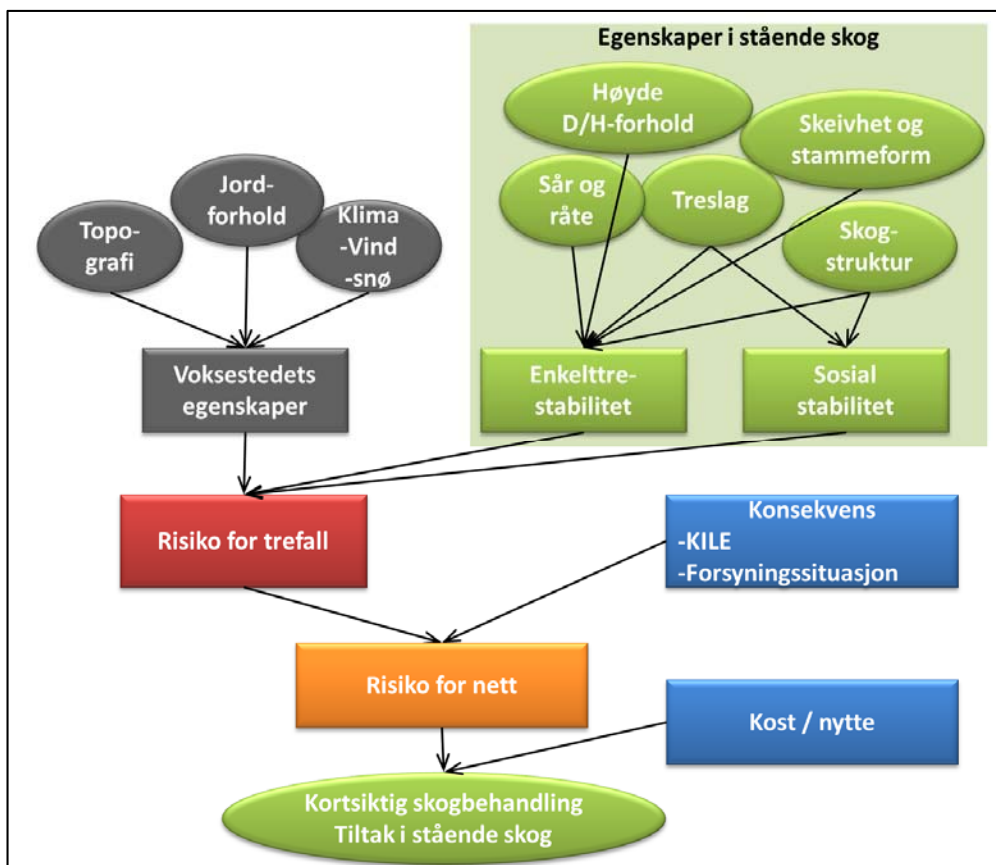 Egenskaper i stående skog
Høyde
D/H-forhold
Skeivhet og
stammeform
Sår og
råte
Treslag
Skog-
struktur
Jord-
forhold
Topo-
grafi
Klima
-Vind
-snø
Voksestedets
egenskaper
Enkelttre-
stabilitet
Sosial
stabilitet
Risiko for trefall
Konsekvens
-KILE
-Forsyningssituasjon
Risiko for nett
Kost / nytte
Kortsiktig skogbehandling
Tiltak i stående skog